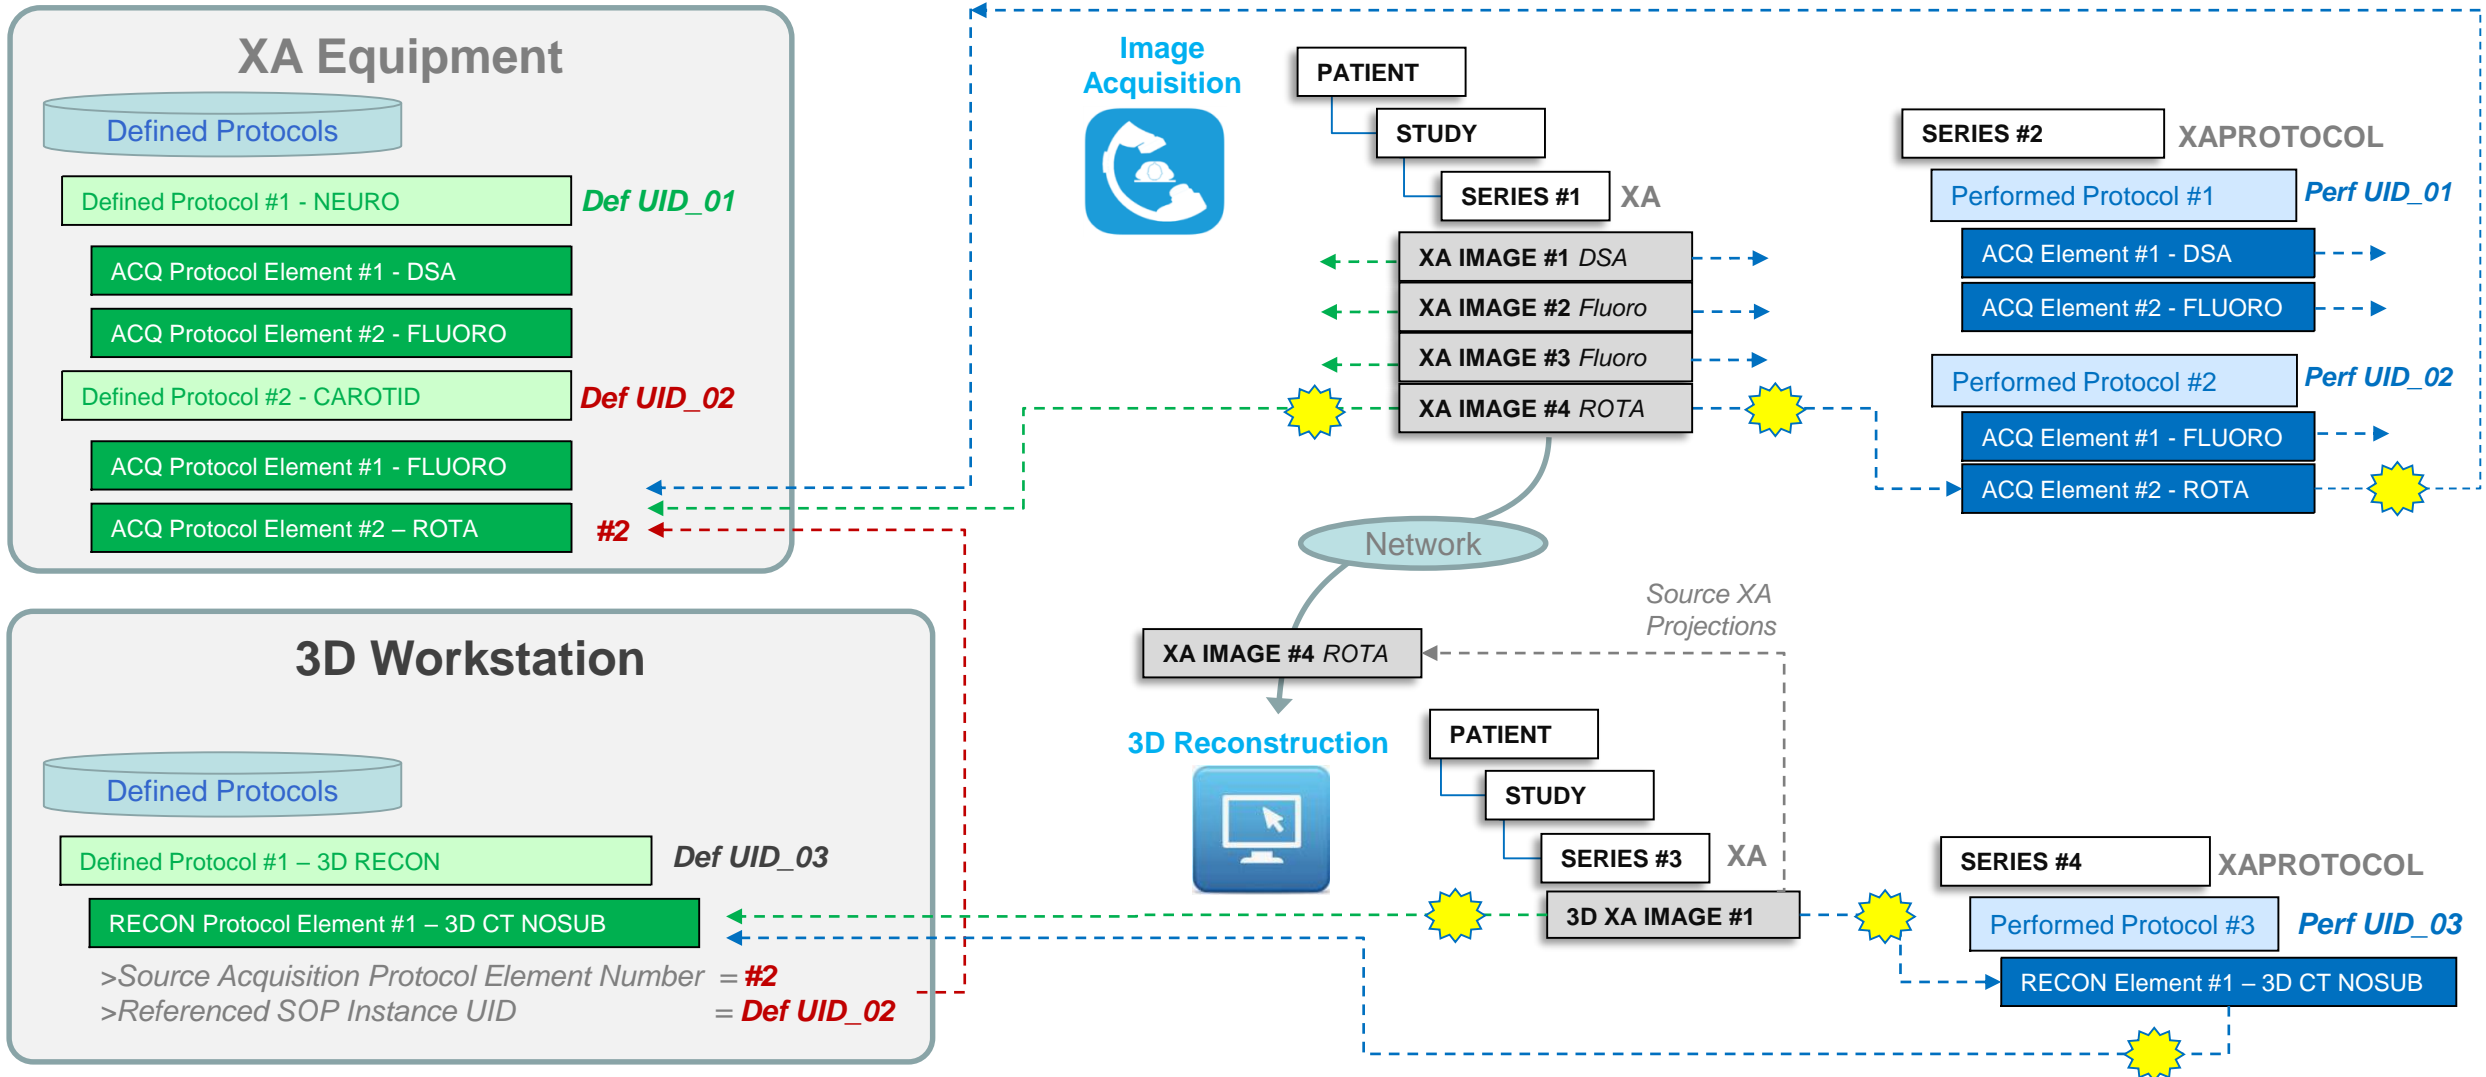 XA Equipment
Defined Protocols
Defined Protocol #1 - NEURO
Def UID_01
ACQ Protocol Element #1 - DSA
ACQ Protocol Element #2 - FLUORO
Defined Protocol #2 - CAROTID
Def UID_02
ACQ Protocol Element #1 - FLUORO
ACQ Protocol Element #2 – ROTA
#2
Image
Acquisition
PATIENT
STUDY
SERIES #1
XA
XA IMAGE #1 DSA
XA IMAGE #2 Fluoro
XA IMAGE #3 Fluoro
XA IMAGE #4 ROTA
SERIES #2
XAPROTOCOL
Performed Protocol #1
Perf UID_01
ACQ Element #1 - DSA
ACQ Element #2 - FLUORO
Performed Protocol #2
Perf UID_02
ACQ Element #1 - FLUORO
ACQ Element #2 - ROTA
Network
Source XA
Projections
XA IMAGE #4 ROTA
3D Workstation
Defined Protocols
Defined Protocol #1 – 3D RECON
Def UID_03
RECON Protocol Element #1 – 3D CT NOSUB
>Source Acquisition Protocol Element Number = #2
>Referenced SOP Instance UID = Def UID_02
3D Reconstruction
PATIENT
STUDY
SERIES #3
XA
3D XA IMAGE #1
SERIES #4
XAPROTOCOL
Performed Protocol #3
Perf UID_03
RECON Element #1 – 3D CT NOSUB